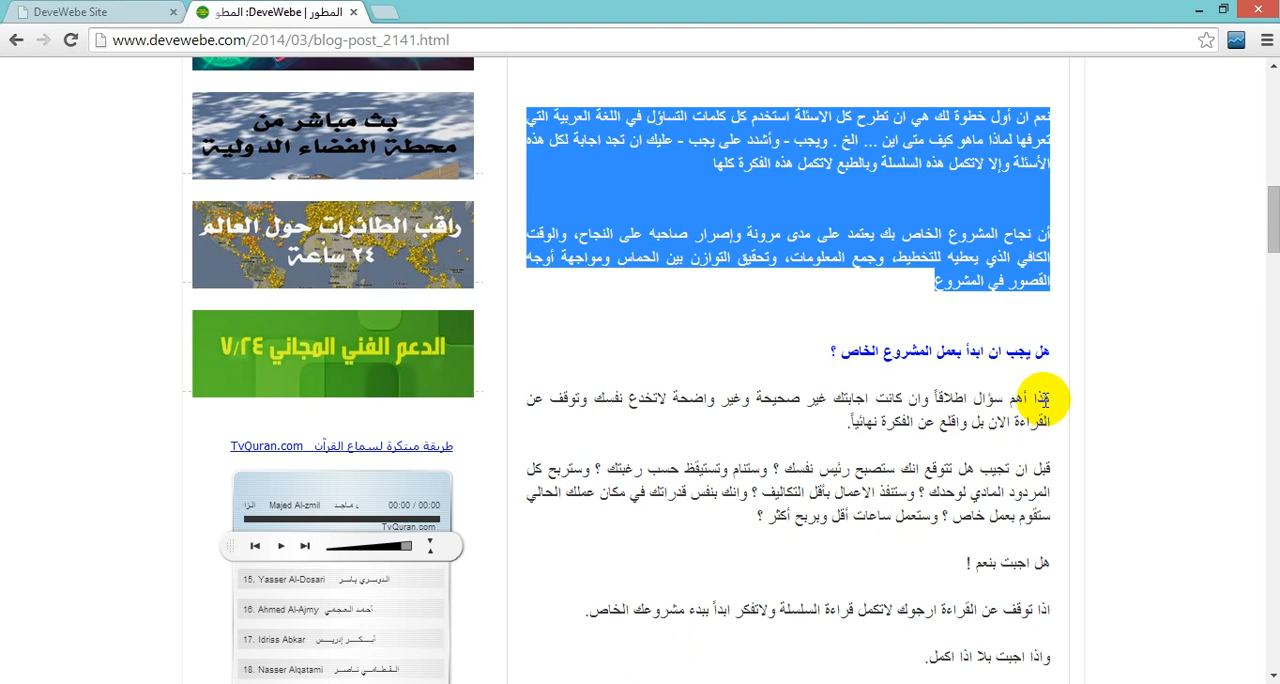 DeveWebe Site
المطور | DeveWebe: المطو
www.devewebe.com/2014/03/blog-post_2141.html
بث مباشر من
محطة الفضاء الدولية
راقب الطائرات حول العالم
٢٤ ساعة
الدعم الفني المجاني ٧/٢٤
طريقة مبتكرة لسماع القرآن TvQuran.com
Majed Al-zmil
00:00 / 00:00
TvQuran.com
15. Yasser Al-Dosari الدوسري ياسر
16. Ahmed Al-Ajmy أحمد العجمي
17. Idriss Abkar أبكر إدريس
18. Nasser Alqatami القطامي ناصر
نعم ان أول خطوة لك هي ان تطرح كل الاسئلة استخدم كل كلمات التساؤل في اللغة العربية التي
تعرفها لماذا ماهو كيف متى اين ... الخ . ويجب - وأشدد على يجب - عليك ان تجد اجابة لكل هذه
الأسئلة وإلا لاتكمل هذه السلسلة وبالطبع لاتكمل هذه الفكرة كلها
أن نجاح المشروع الخاص بك يعتمد على مدى مرونة وإصرار صاحبه على النجاح، والوقت
الكافي الذي يعطيه للتخطيط، وجمع المعلومات، وتحقيق التوازن بين الحماس ومواجهة أوجه
القصور في المشروع
هل يجب ان ابدأ بعمل المشروع الخاص ؟
هذا أهم سؤال اطلاقاً وان كانت اجابتك غير صحيحة وغير واضحة لاتخدع نفسك وتوقف عن
القراءة الان بل واقلع عن الفكرة نهائياً.
قبل ان تجيب هل تتوقع انك ستصبح رئيس نفسك ؟ وستنام وتستيقظ حسب رغبتك ؟ وستربح كل
المردود المادي لوحدك ؟ وستنفذ الاعمال بأقل التكاليف ؟ وانك بنفس قدراتك في مكان عملك الحالي
ستقوم بعمل خاص ؟ وستعمل ساعات أقل وبربح أكثر ؟
هل اجبت بنعم !
اذا توقف عن القراءة ارجوك لاتكمل قراءة السلسلة ولاتفكر ابداً ببدء مشروعك الخاص.
واذا اجبت بلا اذا اكمل.